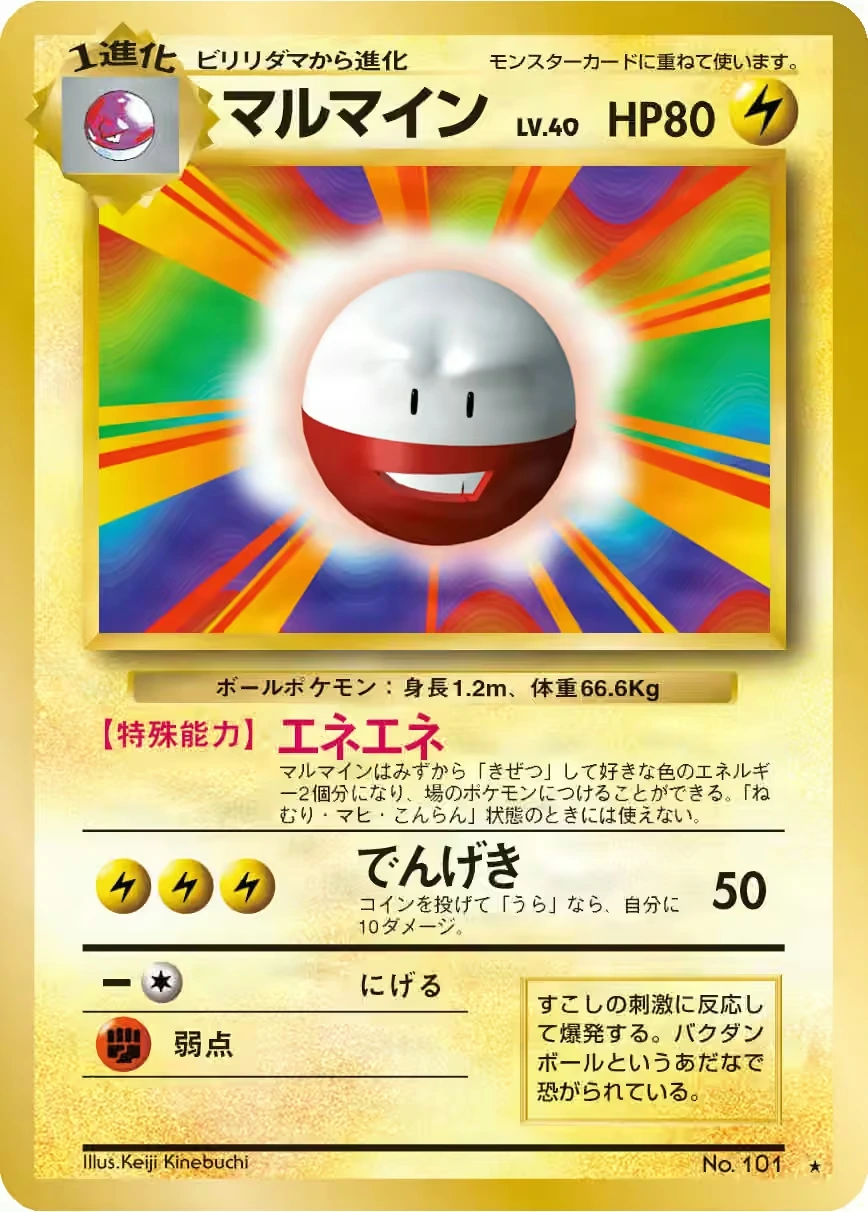 1進化 ビリリダマから進化 モンスターカードに重ねて使います。
マルマイン LV.40 HP80
ボールポケモン：身長1.2m、体重66.6Kg
【特殊能力】 エネエネ
マルマインはみずから「きぜつ」して好きな色のエネルギ
ー2個分になり、場のポケモンにつけることができる。「ね
むり・マヒ・こんらん」状態のときには使えない。
でんげき 50
コインを投げて「うら」なら、自分に
10ダメージ。
にげる
弱点
すこしの刺激に反応し
て爆発する。バクダン
ボールというあだなで
恐がられている。
Illus.Keiji Kinebuchi No. 101 ★